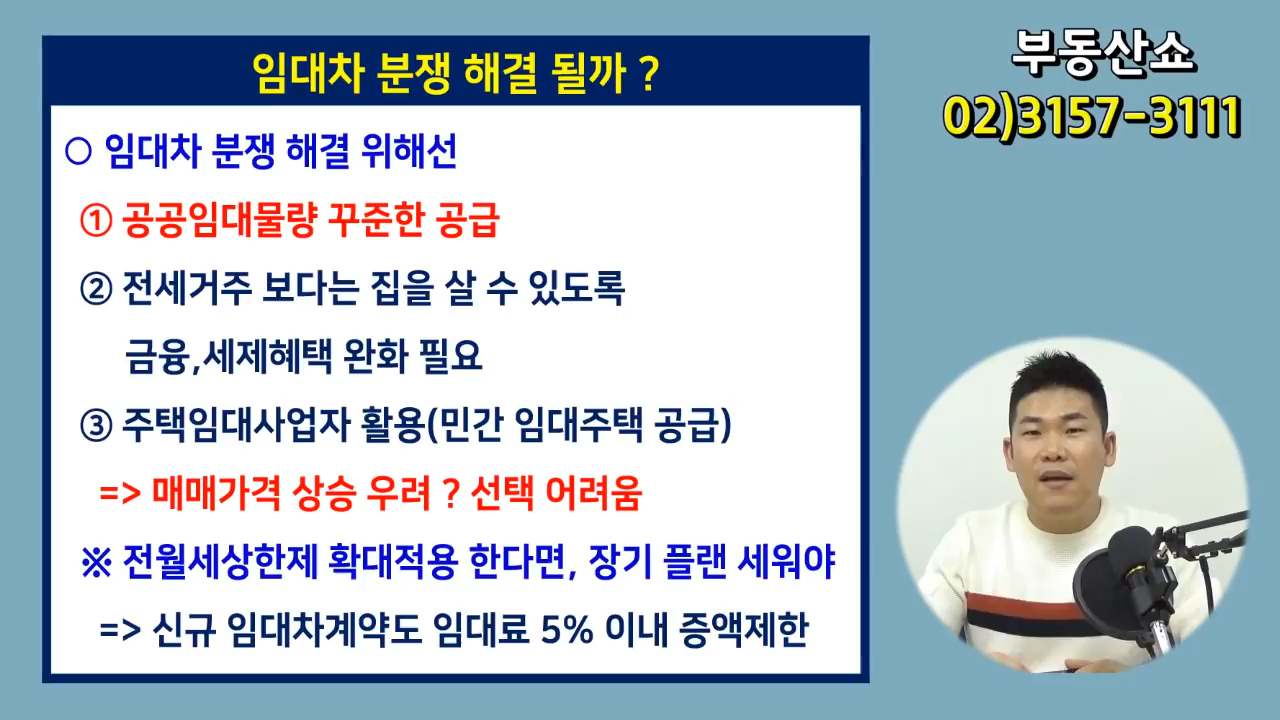 임대차 분쟁 해결 될까 ?
○ 임대차 분쟁 해결 위해선
① 공공임대물량 꾸준한 공급
② 전세거주 보다는 집을 살 수 있도록
금융,세제혜택 완화 필요
③ 주택임대사업자 활용(민간 임대주택 공급)
=> 매매가격 상승 우려 ? 선택 어려움
※ 전월세상한제 확대적용 한다면, 장기 플랜 세워야
=> 신규 임대차계약도 임대료 5% 이내 증액제한
부동산쇼
02)3157-3111